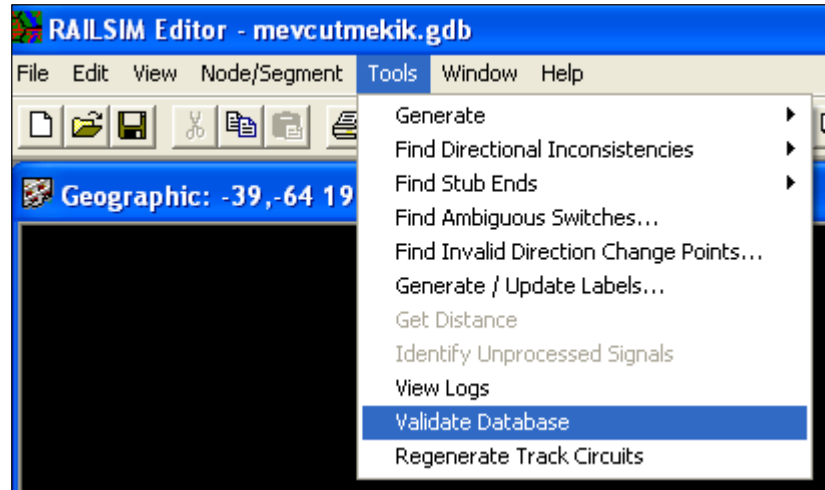 RAILSIM Editor - mevcutmekik.gdb
File Edit View Node/Segment Tools Window Help
Geographic: -39,-64 19
Generate
Find Directional Inconsistencies
Find Stub Ends
Find Ambiguous Switches...
Find Invalid Direction Change Points...
Generate / Update Labels...
Get Distance
Identify Unprocessed Signals
View Logs
Validate Database
Regenerate Track Circuits